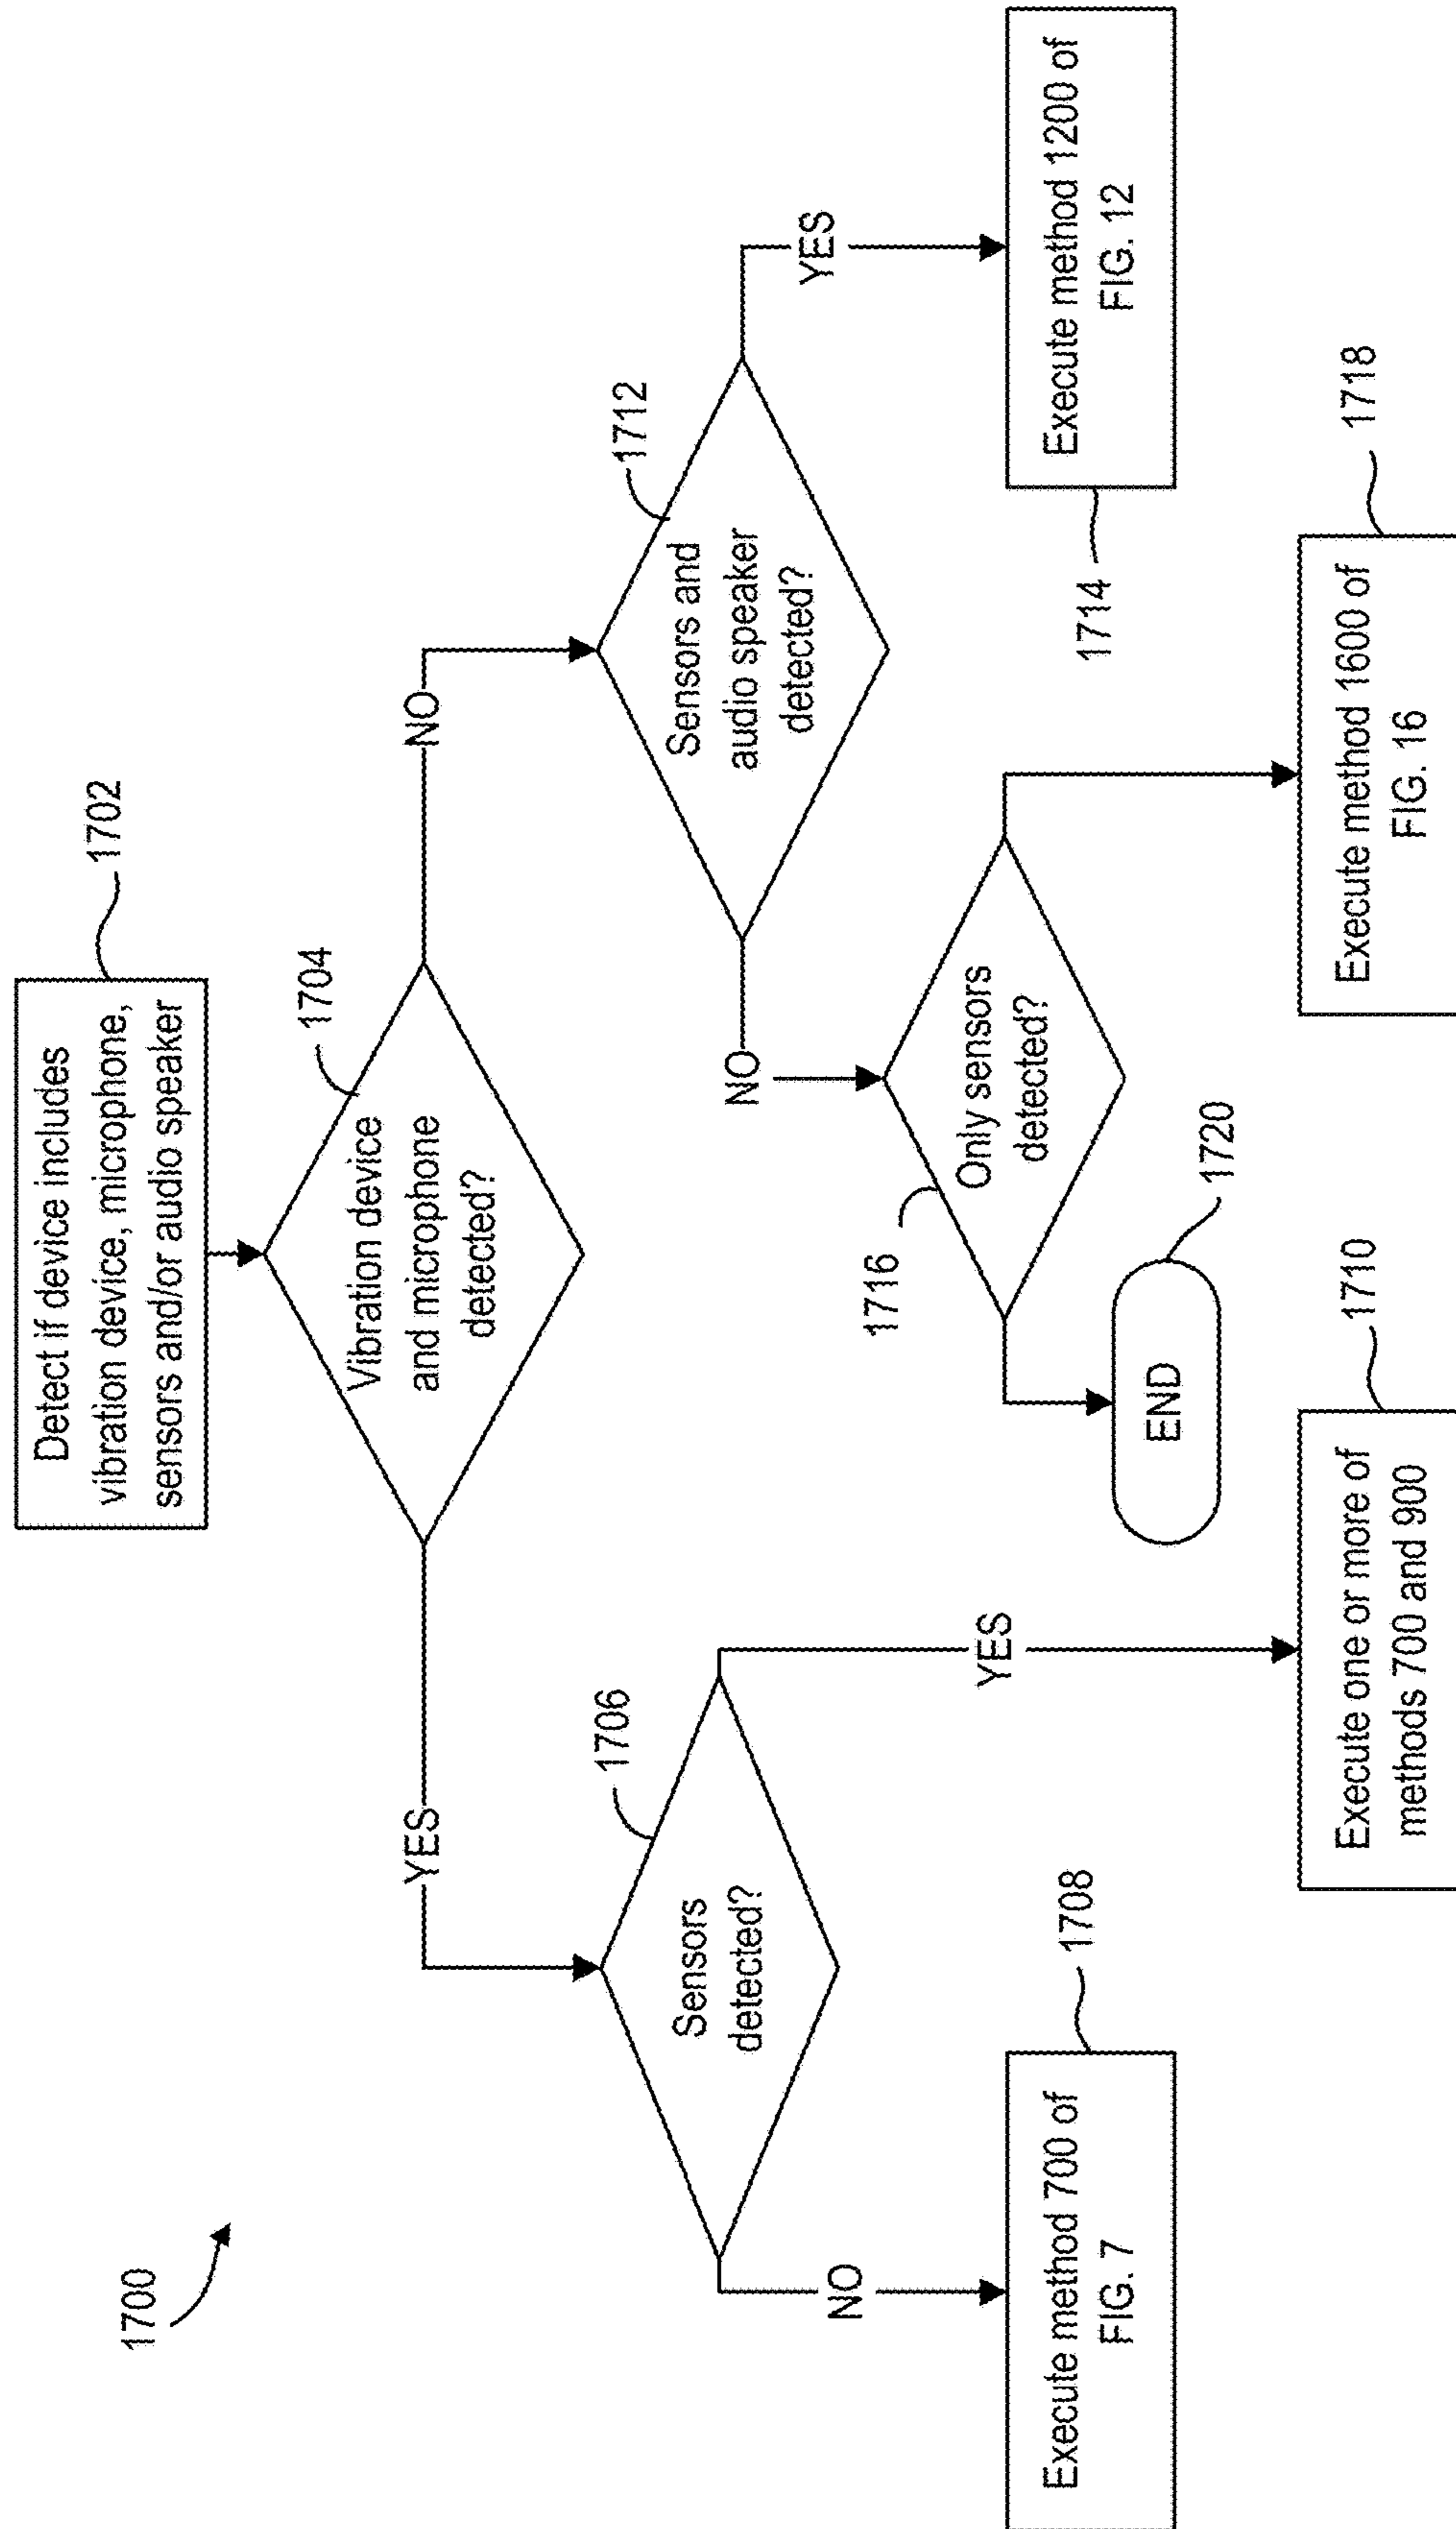 1700
Detect if device includes
vibration device, microphone,
sensors and/or audio speaker
1702
Vibration device
and microphone
detected?
1704
YES
NO
Sensors
detected?
1706
Sensors and
audio speaker
detected?
1712
NO
YES
NO
YES
Only sensors
detected?
1716
Execute method 700 of
FIG. 7
1708
Execute one or more of
methods 700 and 900
1710
END
1720
Execute method 1600 of
FIG. 16
1718
Execute method 1200 of
FIG. 12
1714